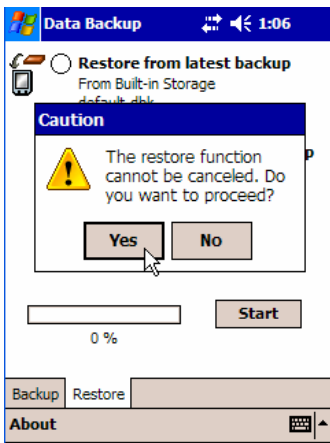 Data Backup 1:06
Restore from latest backup
From Built-in Storage
default.dbk
Caution
The restore function
cannot be canceled. Do
you want to proceed?
p
Yes No
Start
0 %
Backup Restore
About